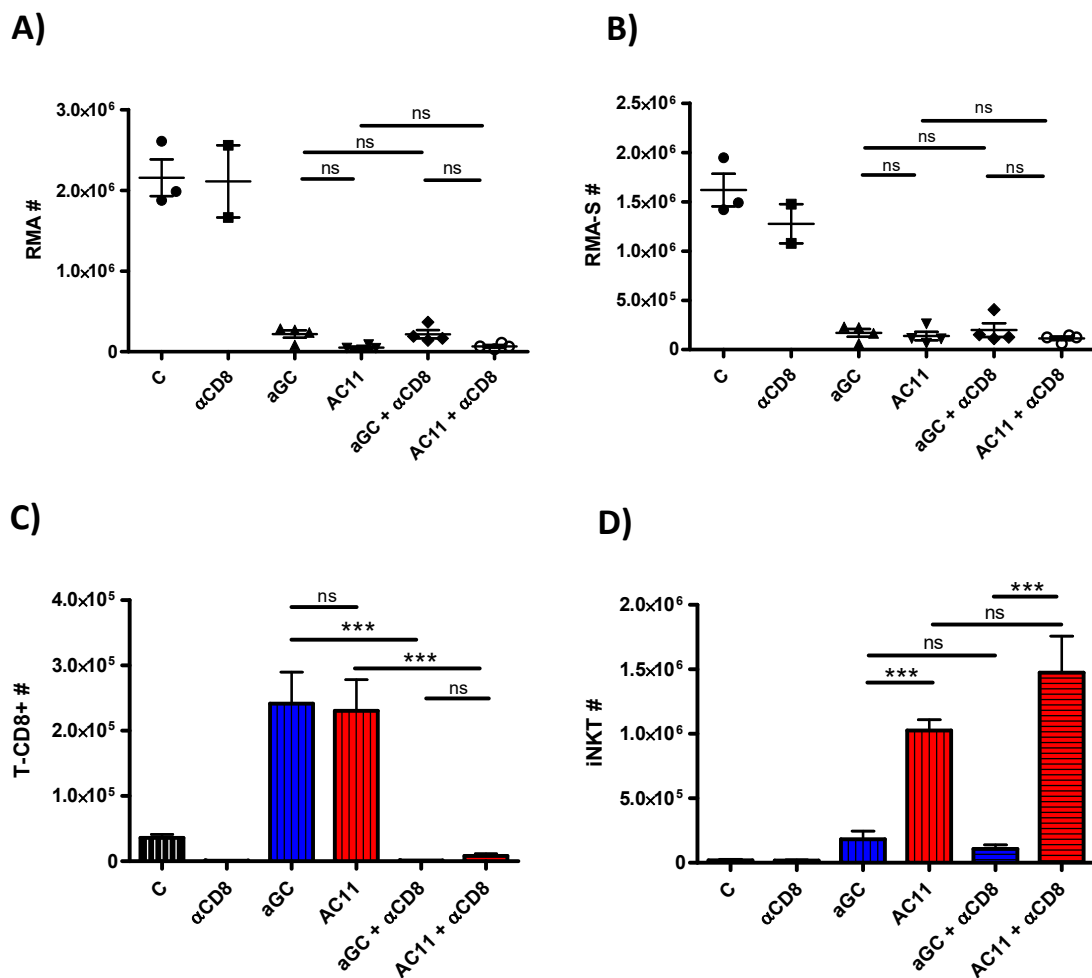 A)
B)
3.0×10⁶
2.0×10⁶
1.0×10⁶
0
RMA #
ns
ns
ns
ns
C
αCD8
aGC
AC11
aGC + αCD8
AC11 + αCD8
2.5×10⁶
2.0×10⁶
1.5×10⁶
1.0×10⁶
5.0×10⁵
0
RMA-S #
ns
ns
ns
ns
C
αCD8
aGC
AC11
aGC + αCD8
AC11 + αCD8
C)
D)
4.0×10⁵
3.0×10⁵
2.0×10⁵
1.0×10⁵
0
T-CD8+ #
ns
***
***
ns
C
αCD8
aGC
AC11
aGC + αCD8
AC11 + αCD8
2.0×10⁶
1.5×10⁶
1.0×10⁶
5.0×10⁵
0
iNKT #
***
ns
ns
***
C
αCD8
aGC
AC11
aGC + αCD8
AC11 + αCD8